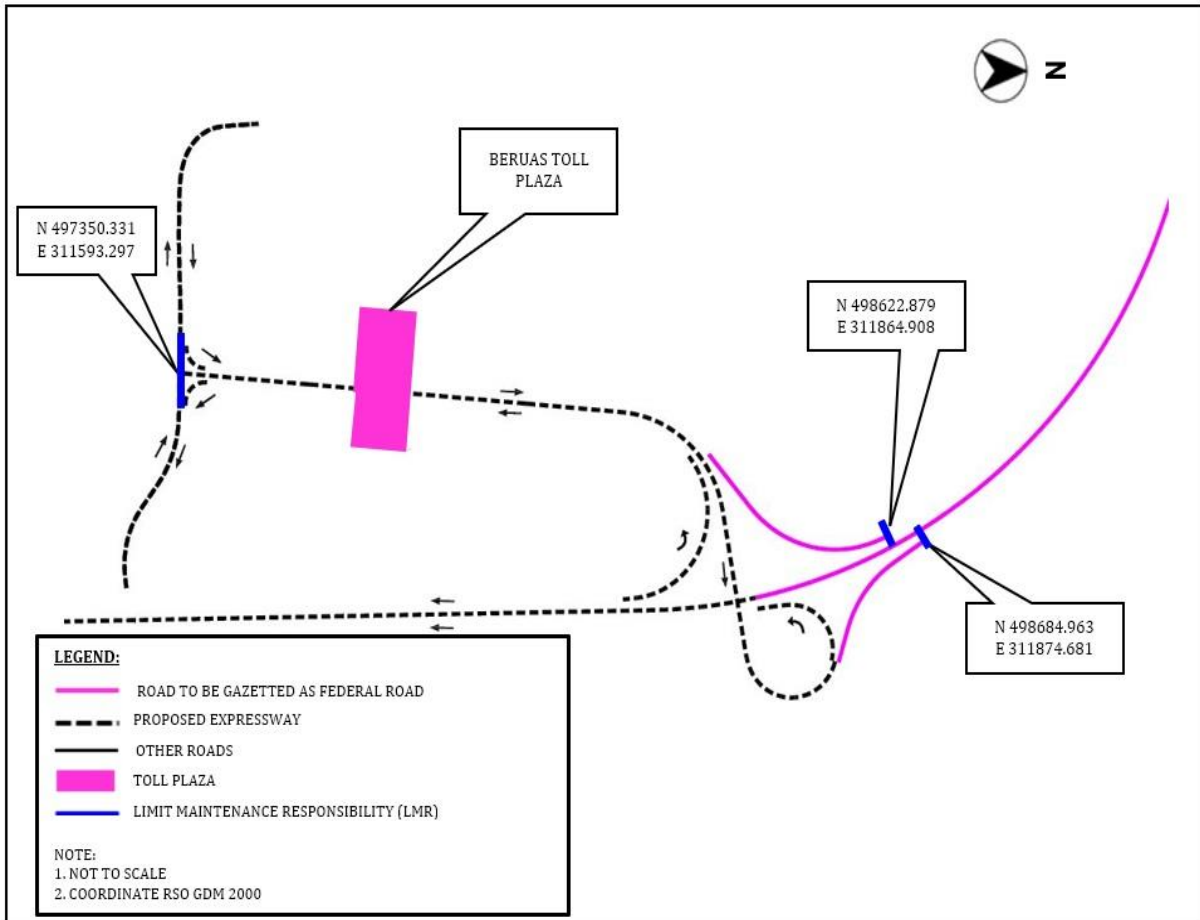 N
BERUAS TOLL
PLAZA
N 497350.331
E 311593.297
N 498622.879
E 311864.908
N 498684.963
E 311874.681
LEGEND:
ROAD TO BE GAZETTED AS FEDERAL ROAD
PROPOSED EXPRESSWAY
OTHER ROADS
TOLL PLAZA
LIMIT MAINTENANCE RESPONSIBILITY (LMR)
NOTE:
1. NOT TO SCALE
2. COORDINATE RSO GDM 2000